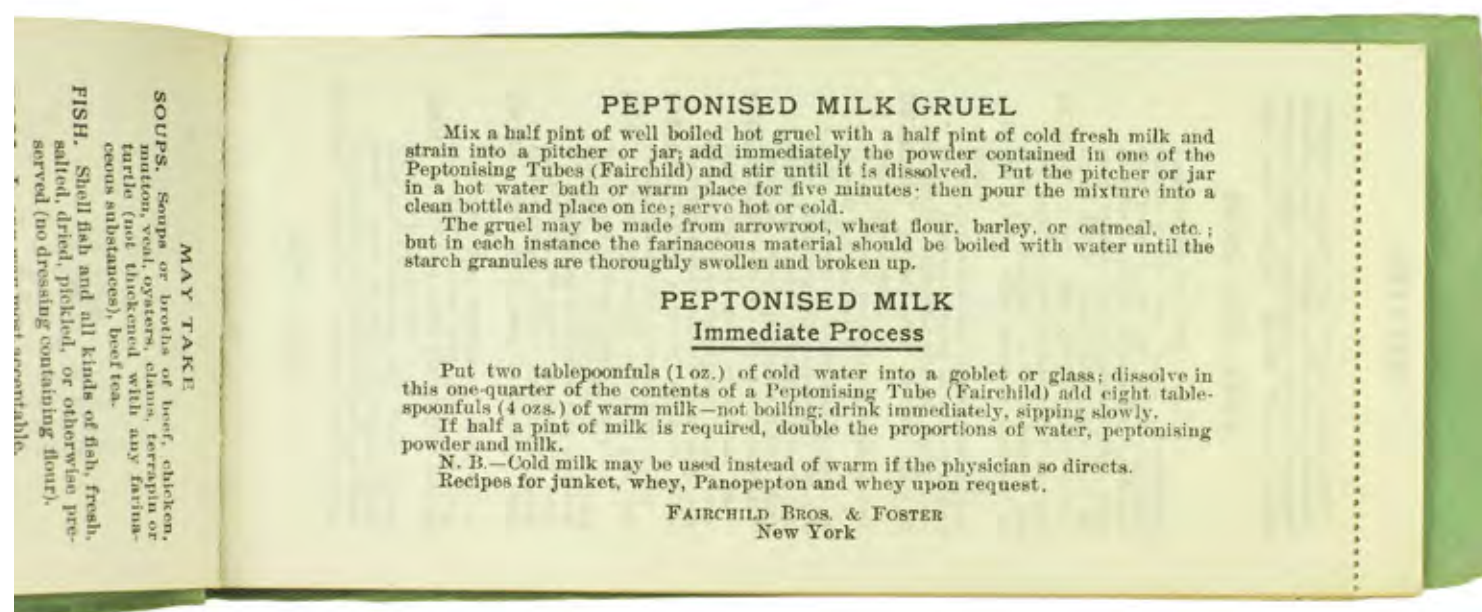 MAY TAKE
SOUPS. Soups or broths of beef, chicken,
mutton, veal, oysters, clams, terrapin or
turtle (not thickened with any farina-
ceous substances), beef tea.
FISH. Shell fish and all kinds of fish, fresh,
salted, dried, pickled, or otherwise pre-
served (no dressing containing flour).
most acceptable.
PEPTONISED MILK GRUEL
Mix a half pint of well boiled hot gruel with a half pint of cold fresh milk and
strain into a pitcher or jar; add immediately the powder contained in one of the
Peptonising Tubes (Fairchild) and stir until it is dissolved. Put the pitcher or jar
in a hot water bath or warm place for five minutes; then pour the mixture into a
clean bottle and place on ice; serve hot or cold.
The gruel may be made from arrowroot, wheat flour, barley, or oatmeal, etc.;
but in each instance the farinaceous material should be boiled with water until the
starch granules are thoroughly swollen and broken up.
PEPTONISED MILK
Immediate Process
Put two tablepoonfuls (1 oz.) of cold water into a goblet or glass; dissolve in
this one-quarter of the contents of a Peptonising Tube (Fairchild) add eight table-
spoonfuls (4 ozs.) of warm milk—not boiling; drink immediately, sipping slowly.
If half a pint of milk is required, double the proportions of water, peptonising
powder and milk.
N. B.—Cold milk may be used instead of warm if the physician so directs.
Recipes for junket, whey, Panopepton and whey upon request.
FAIRCHILD BROS. & FOSTER
New York